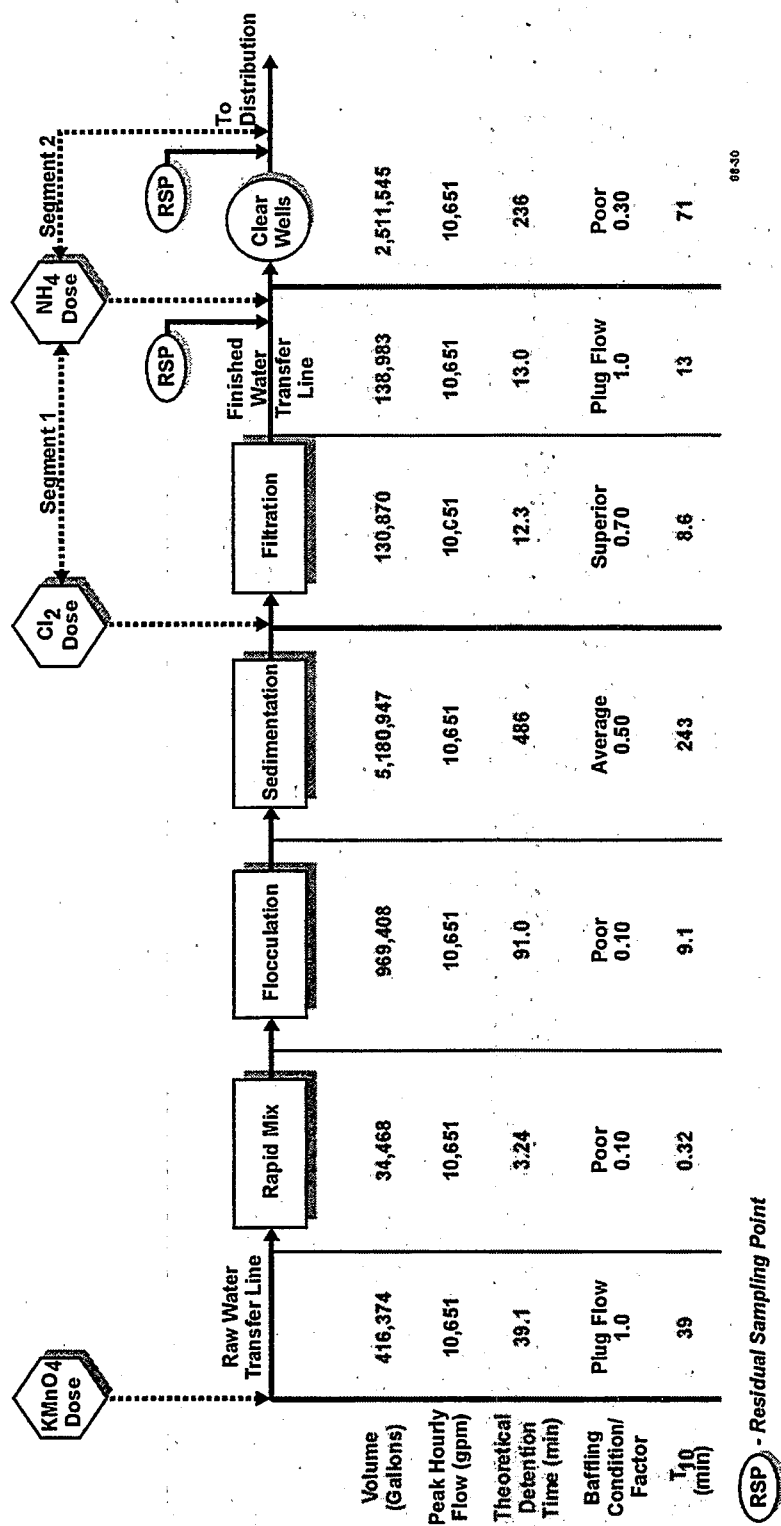 KMnO4
Dose
Cl2
Dose
NH4
Dose
Segment 1
Segment 2
RSP
RSP
Raw Water
Transfer Line
Rapid Mix
Flocculation
Sedimentation
Filtration
Finished
Water
Transfer
Line
Clear
Wells
To
Distribution
Volume
(Gallons)
416,374
34,468
969,408
5,180,947
130,870
138,983
2,511,545
Peak Hourly
Flow (gpm)
10,651
10,651
10,651
10,651
10,651
10,651
10,651
Theoretical
Detention
Time (min)
39.1
3.24
91.0
486
12.3
13.0
236
Baffling
Condition/
Factor
Plug Flow
1.0
Poor
0.10
Poor
0.10
Average
0.50
Superior
0.70
Plug Flow
1.0
Poor
0.30
T10
(min)
39
0.32
9.1
243
8.6
13
71
RSP - Residual Sampling Point
98-30